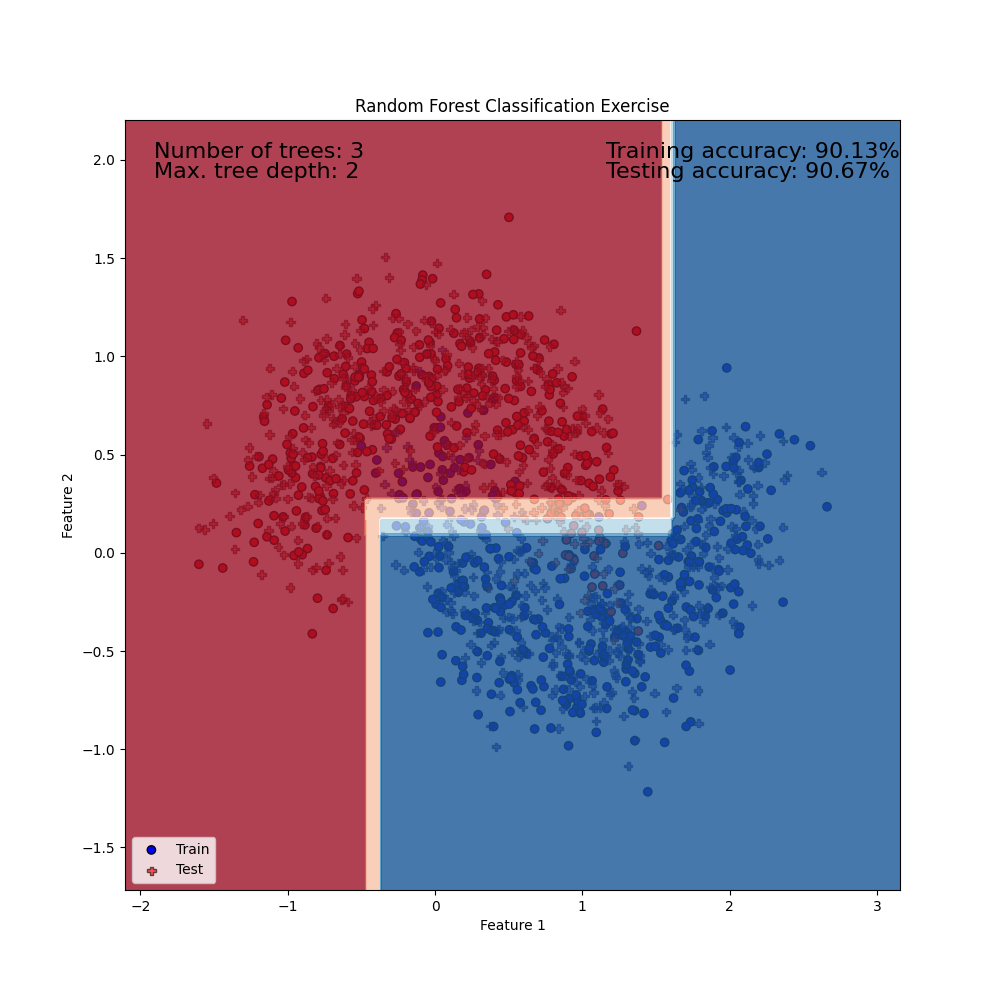 Random Forest Classification Exercise
Number of trees: 3
Max. tree depth: 2
Training accuracy: 90.13%
Testing accuracy: 90.67%
2.0
1.5
1.0
0.5
0.0
−0.5
−1.0
−1.5
Feature 2
Train
Test
−2
−1
0
1
2
3
Feature 1